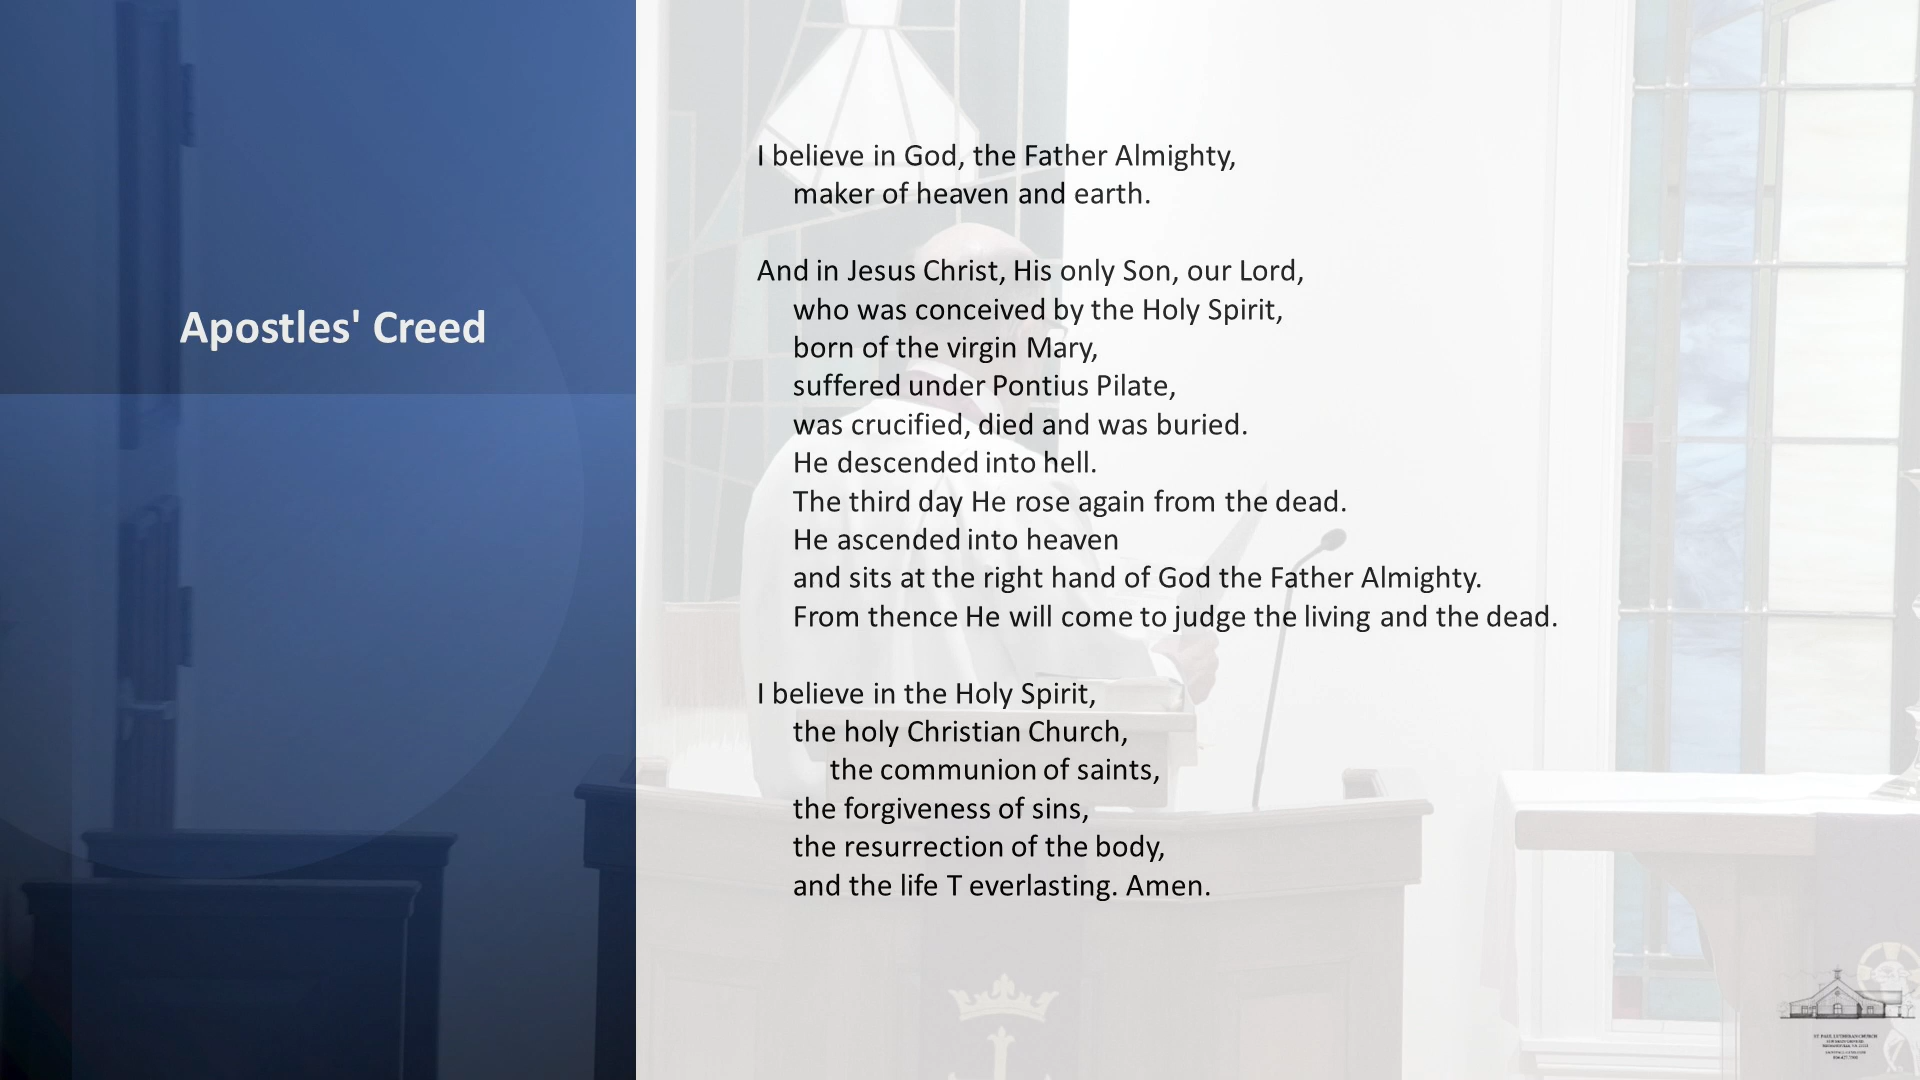 Apostles' Creed
I believe in God, the Father Almighty,
maker of heaven and earth.
And in Jesus Christ, His only Son, our Lord,
who was conceived by the Holy Spirit,
born of the virgin Mary,
suffered under Pontius Pilate,
was crucified, died and was buried.
He descended into hell.
The third day He rose again from the dead.
He ascended into heaven
and sits at the right hand of God the Father Almighty.
From thence He will come to judge the living and the dead.
I believe in the Holy Spirit,
the holy Christian Church,
the communion of saints,
the forgiveness of sins,
the resurrection of the body,
and the life T everlasting. Amen.
ST. PAUL LUTHERAN CHURCH